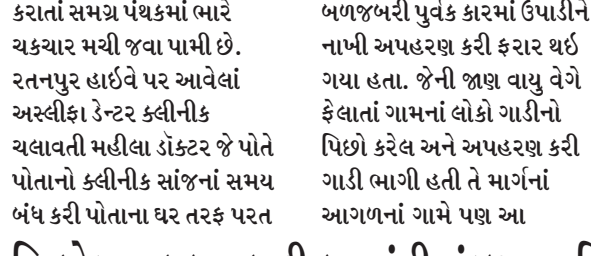 કરાતાં સમગ્ર પંથકમાં ભારે
ચકચાર મચી જવા પામી છે.
રતનપુર હાઇવે પર આવેલાં
અસ્લીફા ડેન્ટર ક્લીનીક
ચલાવતી મહીલા ડૉક્ટર જે પોતે
પોતાનો ક્લીનીક સાંજનાં સમય
બંધ કરી પોતાના ઘર તરફ પરત
બળજબરી પુર્વક કારમાં ઉપાડીને
નાખી અપહરણ કરી ફરાર થઇ
ગયા હતા. જેની જાણ વાયુ વેગે
ફેલાતાં ગામનાં લોકો ગાડીનો
પિછો કરેલ અને અપહરણ કરી
ગાડી ભાગી હતી તે માર્ગનાં
આગળનાં ગામે પણ આ